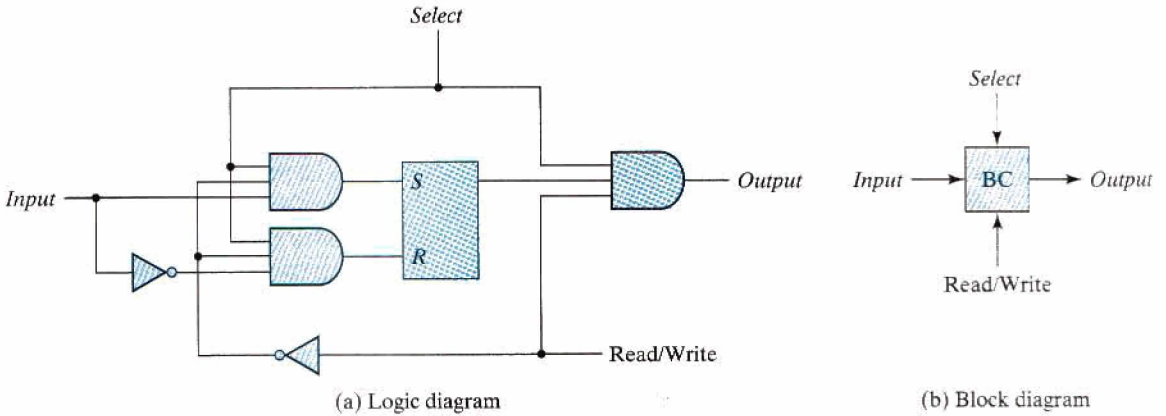 Select
Input
S
R
Output
Read/Write
(a) Logic diagram
Select
Input
BC
Output
Read/Write
(b) Block diagram